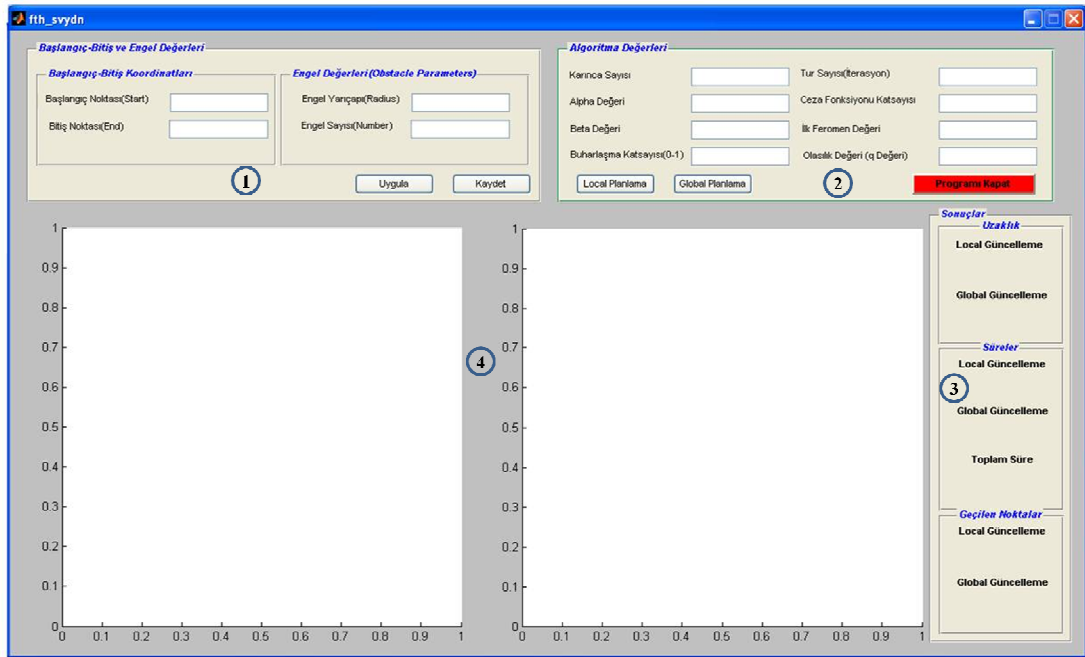 fth_svydn
Başlangıç-Bitiş ve Engel Değerleri
Başlangıç-Bitiş Koordinatları
Başlangıç Noktası(Start)
Bitiş Noktası(End)
Engel Değerleri(Obstacle Parameters)
Engel Yarıçapı(Radius)
Engel Sayısı(Number)
1
Uygula
Kaydet
Algoritma Değerleri
Karınca Sayısı
Tur Sayısı(İterasyon)
Alpha Değeri
Ceza Fonksiyonu Katsayısı
Beta Değeri
İlk Feromen Değeri
Buharlaşma Katsayısı(0-1)
Olasılık Değeri (q Değeri)
Local Planlama
Global Planlama
2
Programı Kapat
1
0.9
0.8
0.7
0.6
0.5
0.4
0.3
0.2
0.1
0
0 0.1 0.2 0.3 0.4 0.5 0.6 0.7 0.8 0.9 1
4
1
0.9
0.8
0.7
0.6
0.5
0.4
0.3
0.2
0.1
0
0 0.1 0.2 0.3 0.4 0.5 0.6 0.7 0.8 0.9 1
Sonuçlar
Uzaklık
Local Güncelleme
Global Güncelleme
Süreler
Local Güncelleme
3
Global Güncelleme
Toplam Süre
Geçilen Noktalar
Local Güncelleme
Global Güncelleme